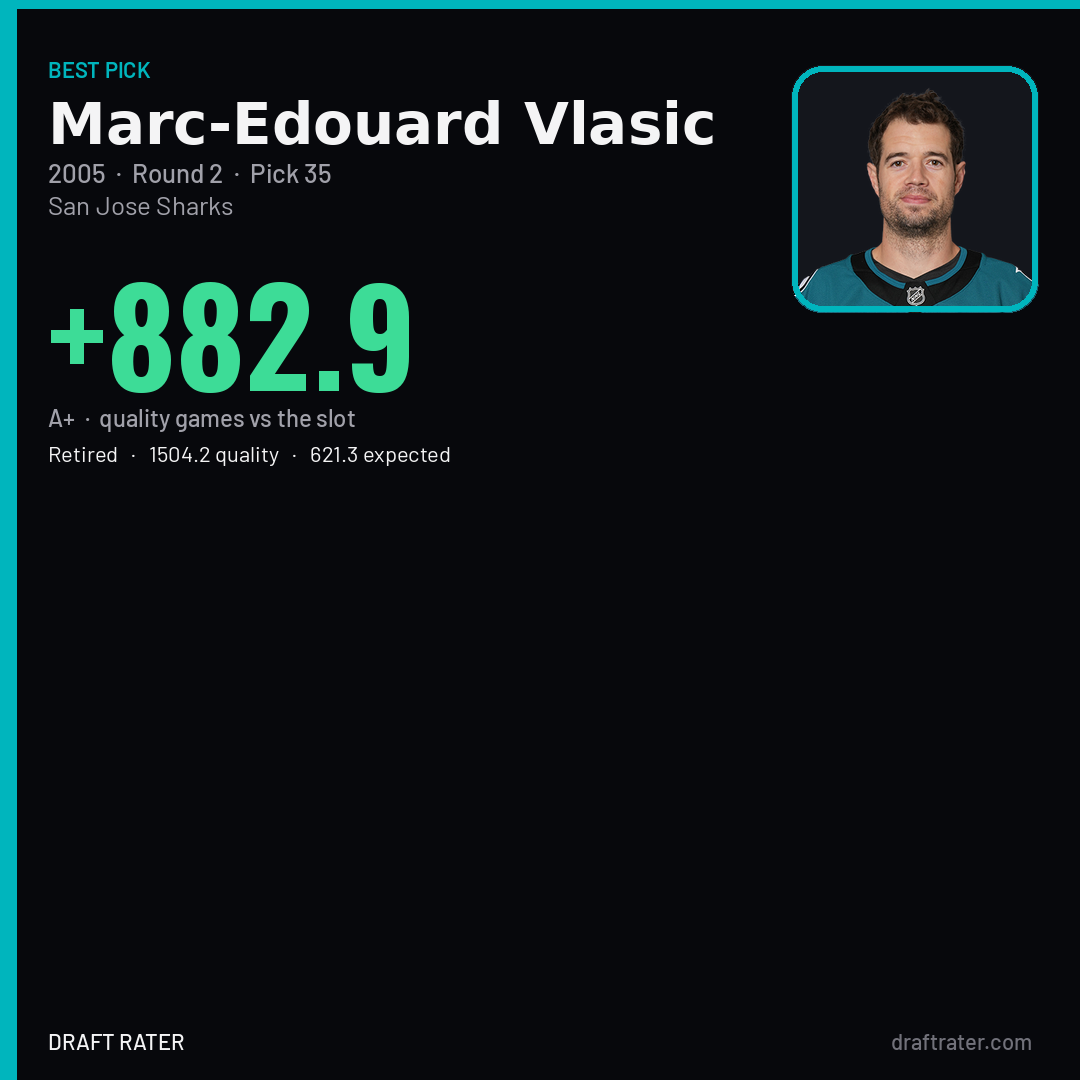 BEST PICK
Marc-Edouard Vlasic
2005 · Round 2 · Pick 35
San Jose Sharks
+882.9
A+ · quality games vs the slot
Retired · 1504.2 quality · 621.3 expected
DRAFT RATER
draftrater.com